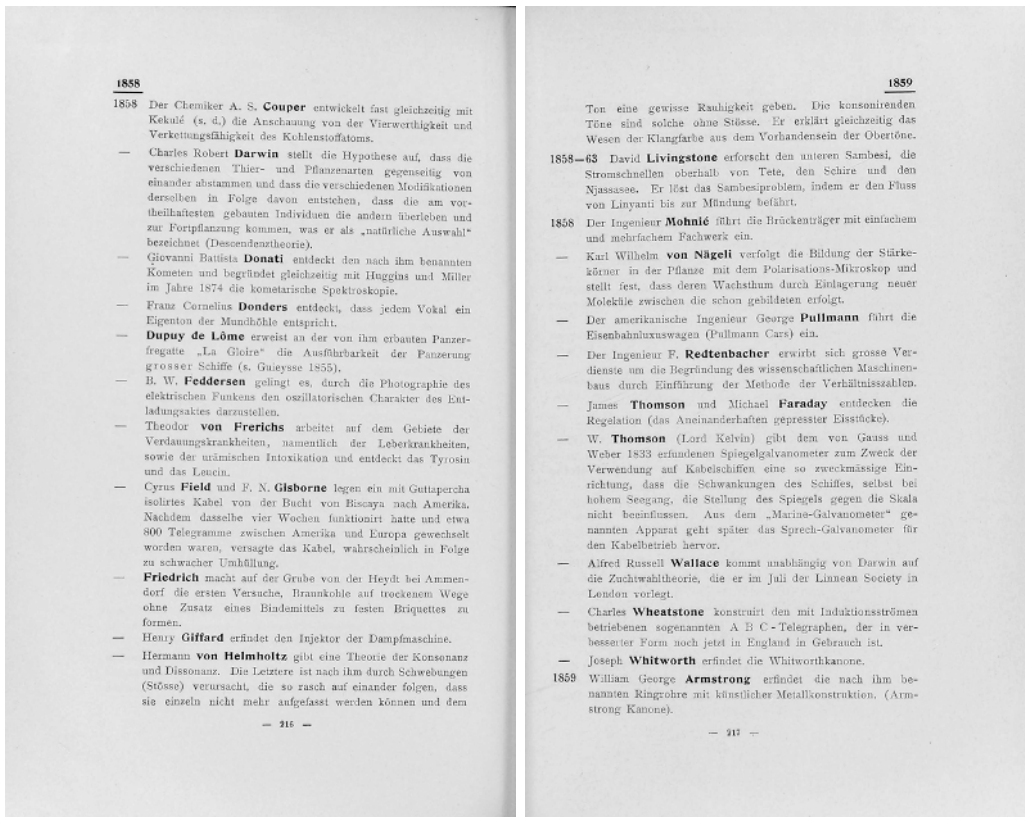 1858
1858 Der Chemiker A. S. Couper entwickelt fast gleichzeitig mit
Kekulé (s. d.) die Anschauung von der Vierwerthigkeit und
Verkettungsfähigkeit des Kohlenstoffatoms.
— Charles Robert Darwin stellt die Hypothese auf, dass die
verschiedenen Thier- und Pflanzenarten gegenseitig von
einander abstammen und dass die verschiedenen Modifikationen
derselben in Folge davon entstehen, dass die am vor-
theilhaftesten gebauten Individuen die andern überleben und
zur Fortpflanzung kommen, was er als „natürliche Auswahl“
bezeichnet (Descendenztheorie).
— Giovanni Battista Donati entdeckt den nach ihm benannten
Kometen und begründet gleichzeitig mit Huggins und Miller
im Jahre 1874 die kometarische Spektroskopie.
— Franz Cornelius Donders entdeckt, dass jedem Vokal ein
Eigenton der Mundhöhle entspricht.
— Dupuy de Lôme erweist an der von ihm erbauten Panzer-
fregatte „La Gloire“ die Ausführbarkeit der Panzerung
grosser Schiffe (s. Guieysse 1855).
— B. W. Feddersen gelingt es, durch die Photographie des
elektrischen Funkens den oszillatorischen Charakter des Ent-
ladungsaktes darzustellen.
— Theodor von Frerichs arbeitet auf dem Gebiete der
Verdauungskrankheiten, namentlich der Leberkrankheiten,
sowie der urämischen Intoxikation und entdeckt das Tyrosin
und das Leucin.
— Cyrus Field und F. N. Gisborne legen ein mit Guttapercha
isolirtes Kabel von der Bucht von Biscaya nach Amerika.
Nachdem dasselbe vier Wochen funktionirt hatte und etwa
800 Telegramme zwischen Amerika und Europa gewechselt
worden waren, versagte das Kabel, wahrscheinlich in Folge
zu schwacher Umhüllung.
— Friedrich macht auf der Grube von der Heydt bei Ammen-
dorf die ersten Versuche, Braunkohle auf trockenem Wege
ohne Zusatz eines Bindemittels zu festen Briquettes zu
formen.
— Henry Giffard erfindet den Injektor der Dampfmaschine.
— Hermann von Helmholtz gibt eine Theorie der Konsonanz
und Dissonanz. Die Letztere ist nach ihm durch Schwebungen
(Stösse) verursacht, die so rasch auf einander folgen, dass
sie einzeln nicht mehr aufgefasst werden können und dem
— 216 —
1859
Ton eine gewisse Rauhigkeit geben. Die konsonirenden
Töne sind solche ohne Stösse. Er erklärt gleichzeitig das
Wesen der Klangfarbe aus dem Vorhandensein der Obertöne.
1858—63 David Livingstone erforscht den unteren Sambesi, die
Stromschnellen oberhalb von Tete, den Schire und den
Njassasee. Er löst das Sambesiproblem, indem er den Fluss
von Linyanti bis zur Mündung befährt.
1858 Der Ingenieur Mohnié führt die Brückenträger mit einfachem
und mehrfachem Fachwerk ein.
— Karl Wilhelm von Nägeli verfolgt die Bildung der Stärke-
körner in der Pflanze mit dem Polarisations-Mikroskop und
stellt fest, dass deren Wachsthum durch Einlagerung neuer
Moleküle zwischen die schon gebildeten erfolgt.
— Der amerikanische Ingenieur George Pullmann führt die
Eisenbahnluxuswagen (Pullmann Cars) ein.
— Der Ingenieur F. Redtenbacher erwirbt sich grosse Ver-
dienste um die Begründung des wissenschaftlichen Maschinen-
baus durch Einführung der Methode der Verhältnisszahlen.
— James Thomson und Michael Faraday entdecken die
Regelation (das Aneinanderhaften gepresster Eisstücke).
— W. Thomson (Lord Kelvin) gibt dem von Gauss und
Weber 1833 erfundenen Spiegelgalvanometer zum Zweck der
Verwendung auf Kabelschiffen eine so zweckmässige Ein-
richtung, dass die Schwankungen des Schiffes, selbst bei
hohem Seegang, die Stellung des Spiegels gegen die Skala
nicht beeinflussen. Aus dem „Marine-Galvanometer“ ge-
nannten Apparat geht später das Sprech-Galvanometer für
den Kabelbetrieb hervor.
— Alfred Russell Wallace kommt unabhängig von Darwin auf
die Zuchtwahltheorie, die er im Juli der Linnean Society in
London vorlegt.
— Charles Wheatstone konstruirt den mit Induktionsströmen
betriebenen sogenannten A B C - Telegraphen, der in ver-
besserter Form noch jetzt in England in Gebrauch ist.
— Joseph Whitworth erfindet die Whitworthkanone.
1859 William George Armstrong erfindet die nach ihm be-
nannten Ringrohre mit künstlicher Metallkonstruktion. (Arm-
strong Kanone).
— 217 —